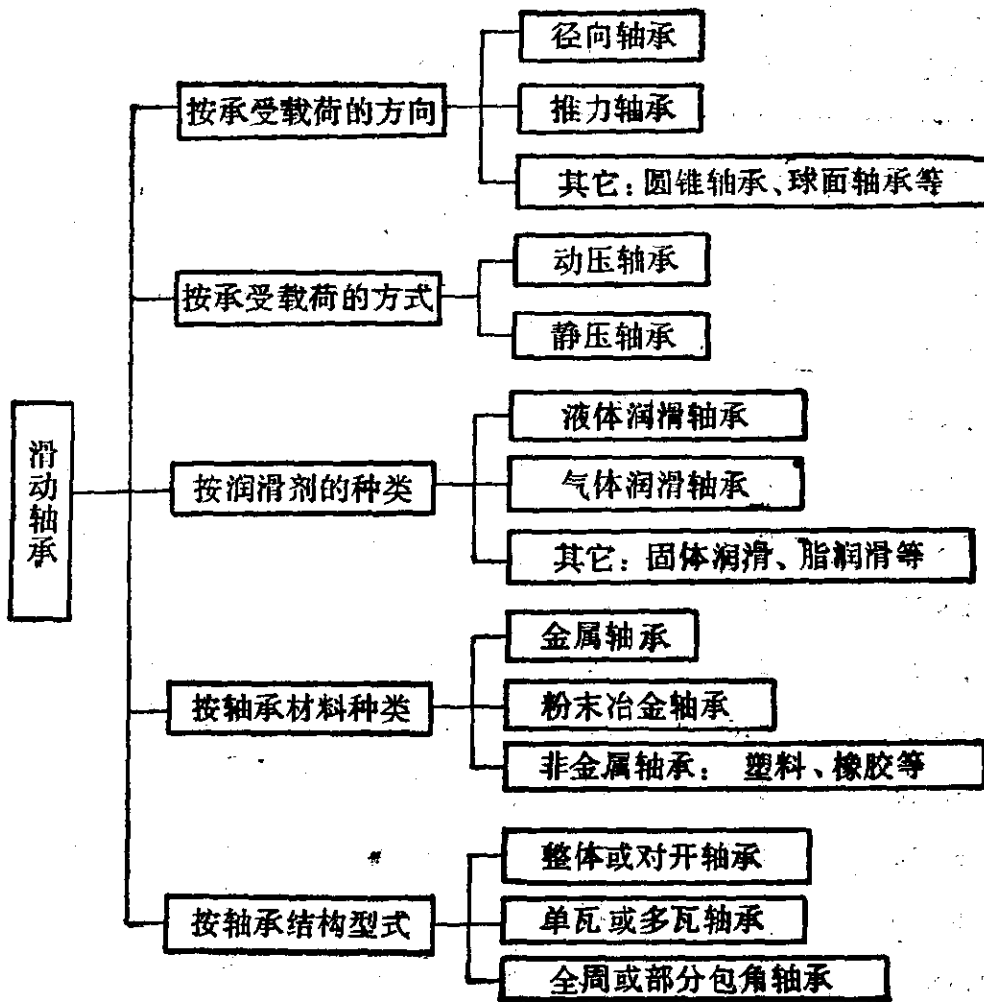 滑动轴承
按承受载荷的方向
径向轴承
推力轴承
其它：圆锥轴承、球面轴承等
按承受载荷的方式
动压轴承
静压轴承
按润滑剂的种类
液体润滑轴承
气体润滑轴承
其它：固体润滑、脂润滑等
按轴承材料种类
金属轴承
粉末冶金轴承
非金属轴承： 塑料、橡胶等
按轴承结构型式
整体或对开轴承
单瓦或多瓦轴承
全周或部分包角轴承